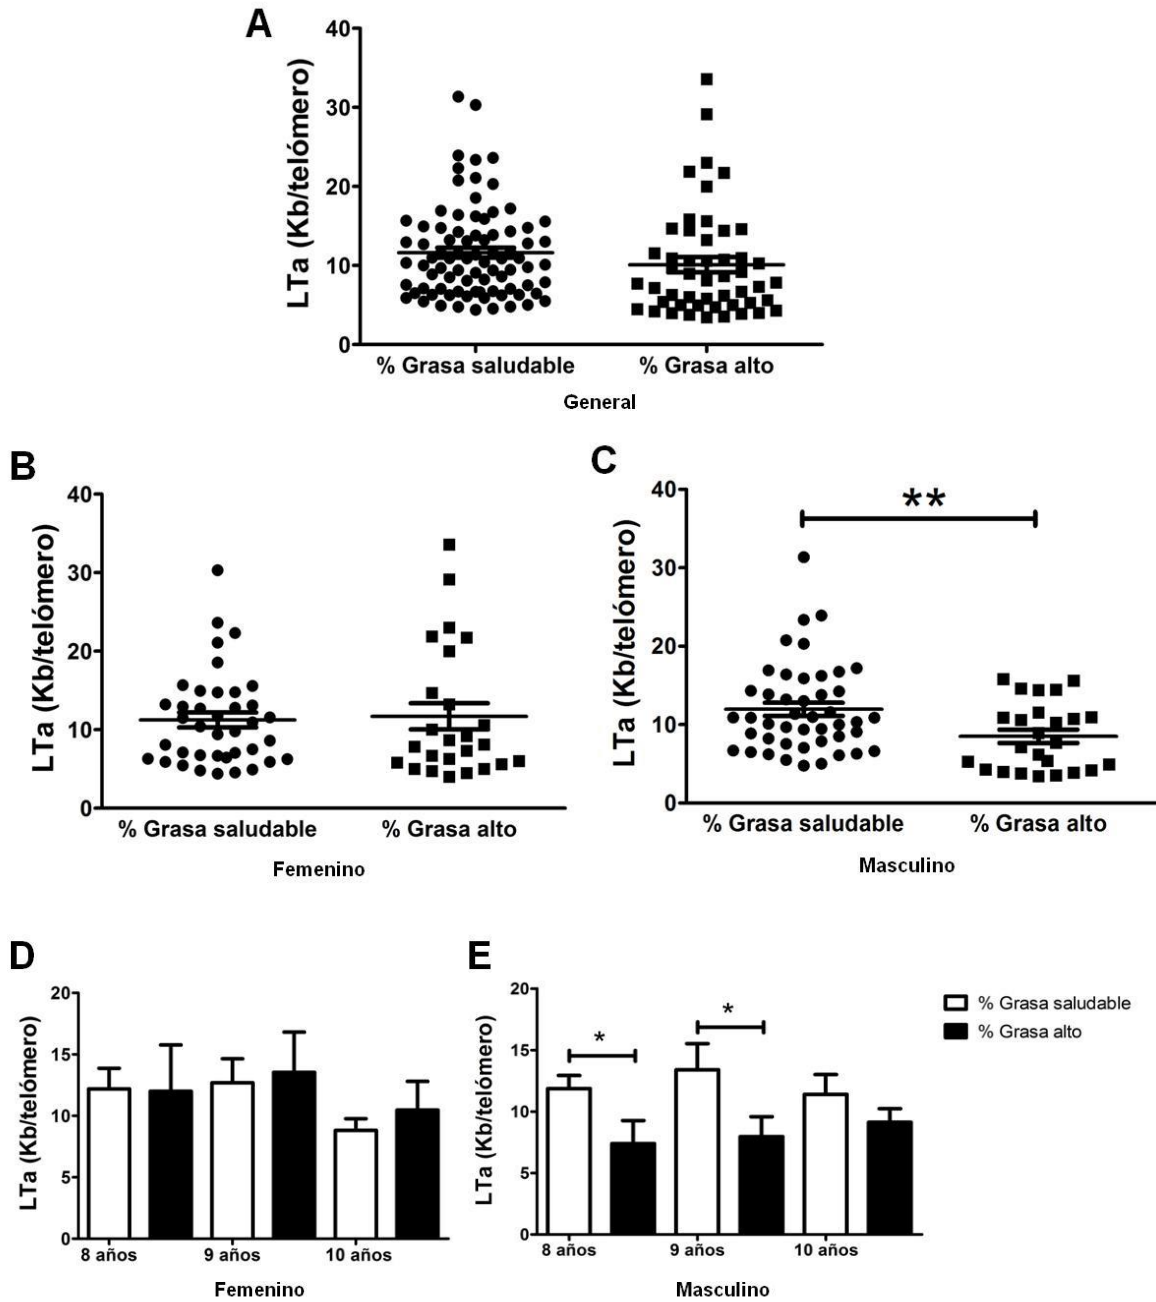 A
40
30
20
10
0
LTa (Kb/telómero)
% Grasa saludable
% Grasa alto
General
B
40
30
20
10
0
LTa (Kb/telómero)
% Grasa saludable
% Grasa alto
Femenino
C
40
30
20
10
0
LTa (Kb/telómero)
**
% Grasa saludable
% Grasa alto
Masculino
D
20
15
10
5
0
LTa (Kb/telómero)
8 años
9 años
10 años
Femenino
E
20
15
10
5
0
LTa (Kb/telómero)
*
*
8 años
9 años
10 años
Masculino
% Grasa saludable
% Grasa alto